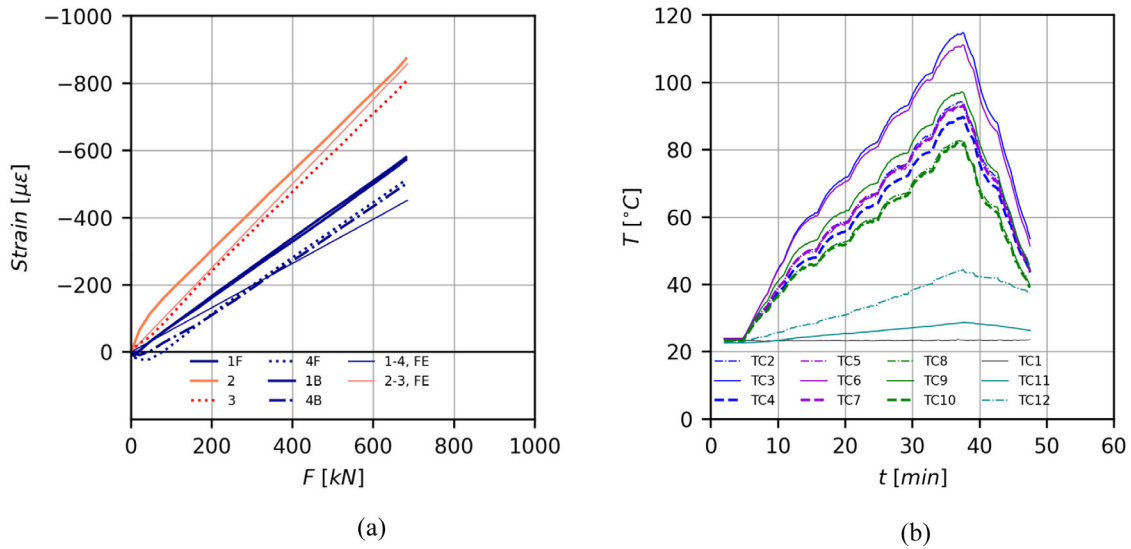 −1000
−800
−600
−400
−200
0
Strain [με]
1F
2
3
4F
1B
4B
1-4, FE
2-3, FE
0 200 400 600 800 1000
F [kN]
(a)
120
100
80
60
40
20
0
T [°C]
TC2
TC3
TC4
TC5
TC6
TC7
TC8
TC9
TC10
TC1
TC11
TC12
0 10 20 30 40 50 60
t [min]
(b)